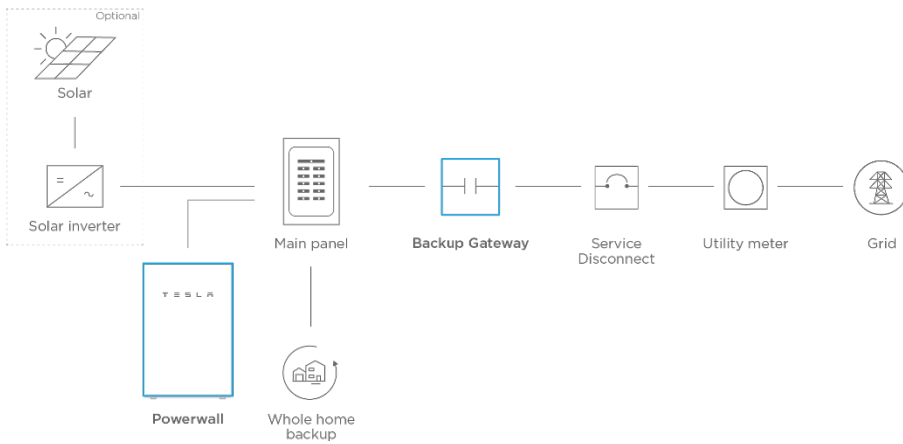 Optional
Solar
Solar inverter
Main panel
Backup Gateway
Service
Disconnect
Utility meter
Grid
TESLA
Powerwall
Whole home
backup